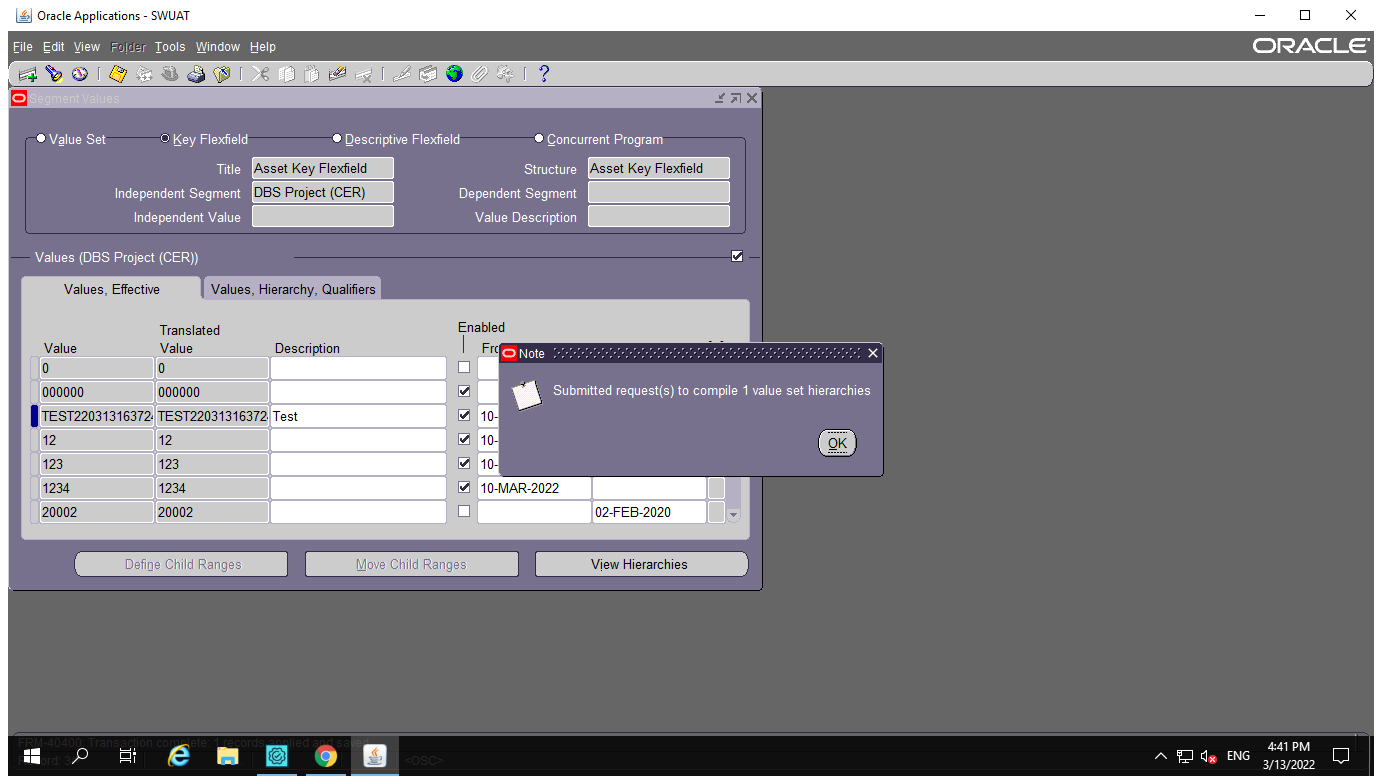 Oracle Applications - SWUAT
File Edit View Folder Tools Window Help
ORACLE
Segment Values
Value Set Key Flexfield Descriptive Flexfield Concurrent Program
Title Asset Key Flexfield Structure Asset Key Flexfield
Independent Segment DBS Project (CER) Dependent Segment
Independent Value Value Description
Values (DBS Project (CER))
Values, Effective Values, Hierarchy, Qualifiers
Enabled
Translated
Value Value Description
Note
0 0
Submitted request(s) to compile 1 value set hierarchies
000000 000000
TEST22031316372 TEST22031316372 Test 10-
12 12 10-
OK
123 123 10-
1234 1234 10-MAR-2022
20002 20002 02-FEB-2020
Define Child Ranges Move Child Ranges View Hierarchies
FRM-40400: Transaction complete: 1 records applied and saved.
<OSC>
ENG
4:41 PM
3/13/2022